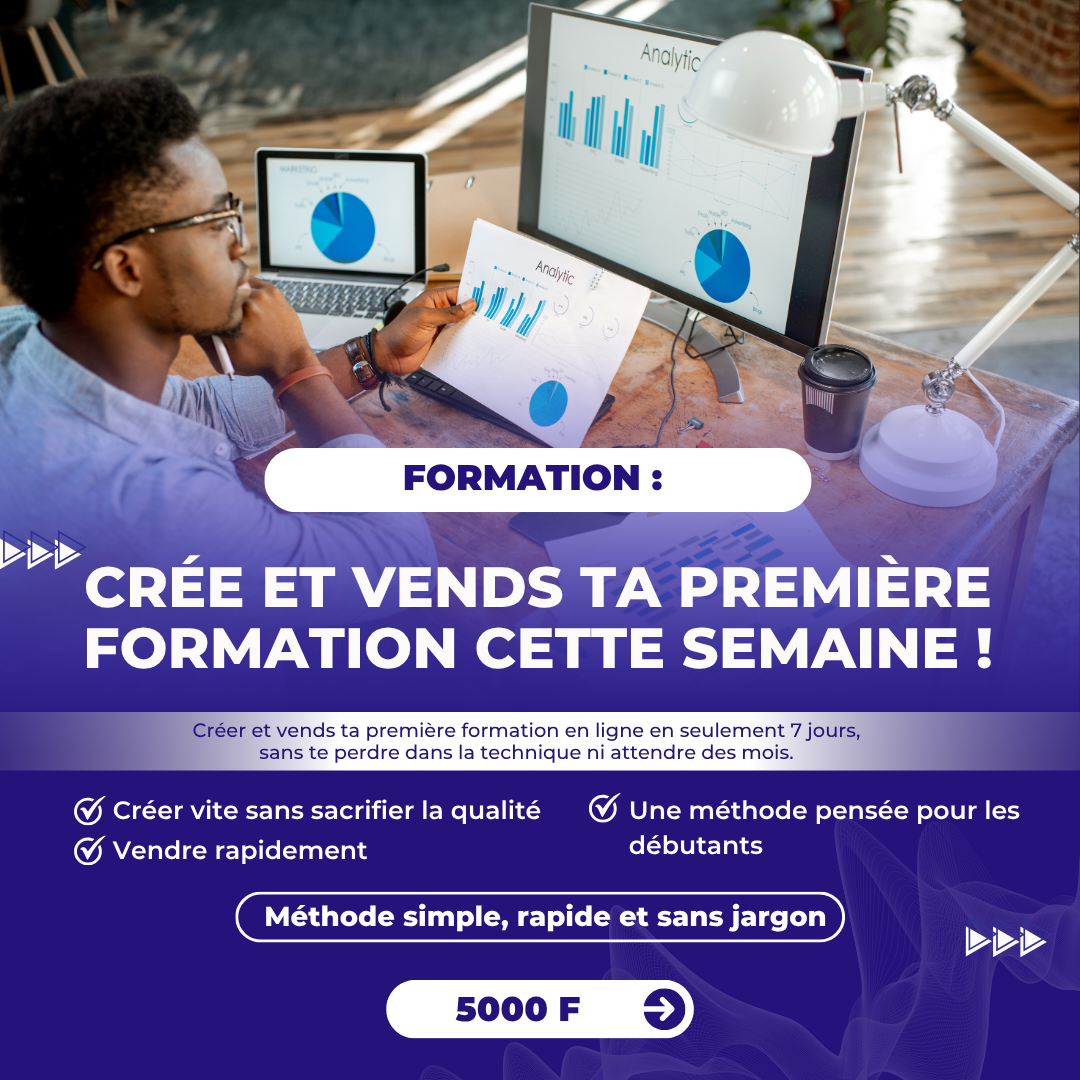 Analytic
MARKETING
Analytic
FORMATION :
CRÉE ET VENDS TA PREMIÈRE
FORMATION CETTE SEMAINE !
Créer et vends ta première formation en ligne en seulement 7 jours,
sans te perdre dans la technique ni attendre des mois.
Créer vite sans sacrifier la qualité
Vendre rapidement
Une méthode pensée pour les
débutants
Méthode simple, rapide et sans jargon
5000 F